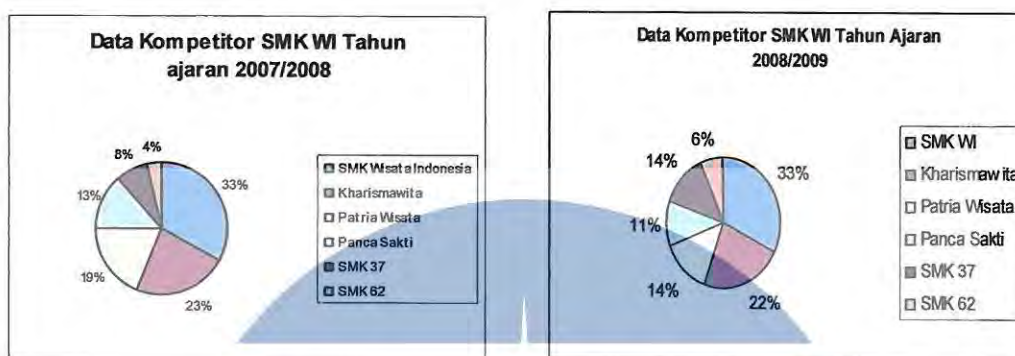 Data Kompetitor SMK WI Tahun
ajaran 2007/2008
8%
4%
33%
13%
19%
23%
SMK Wisata Indonesia
Kharismawita
Patria Wisata
Panca Sakti
SMK 37
SMK 62
Data Kompetitor SMK WI Tahun Ajaran
2008/2009
6%
14%
33%
11%
14%
22%
SMK WI
Kharismawita
Patria Wisata
Panca Sakti
SMK 37
SMK 62